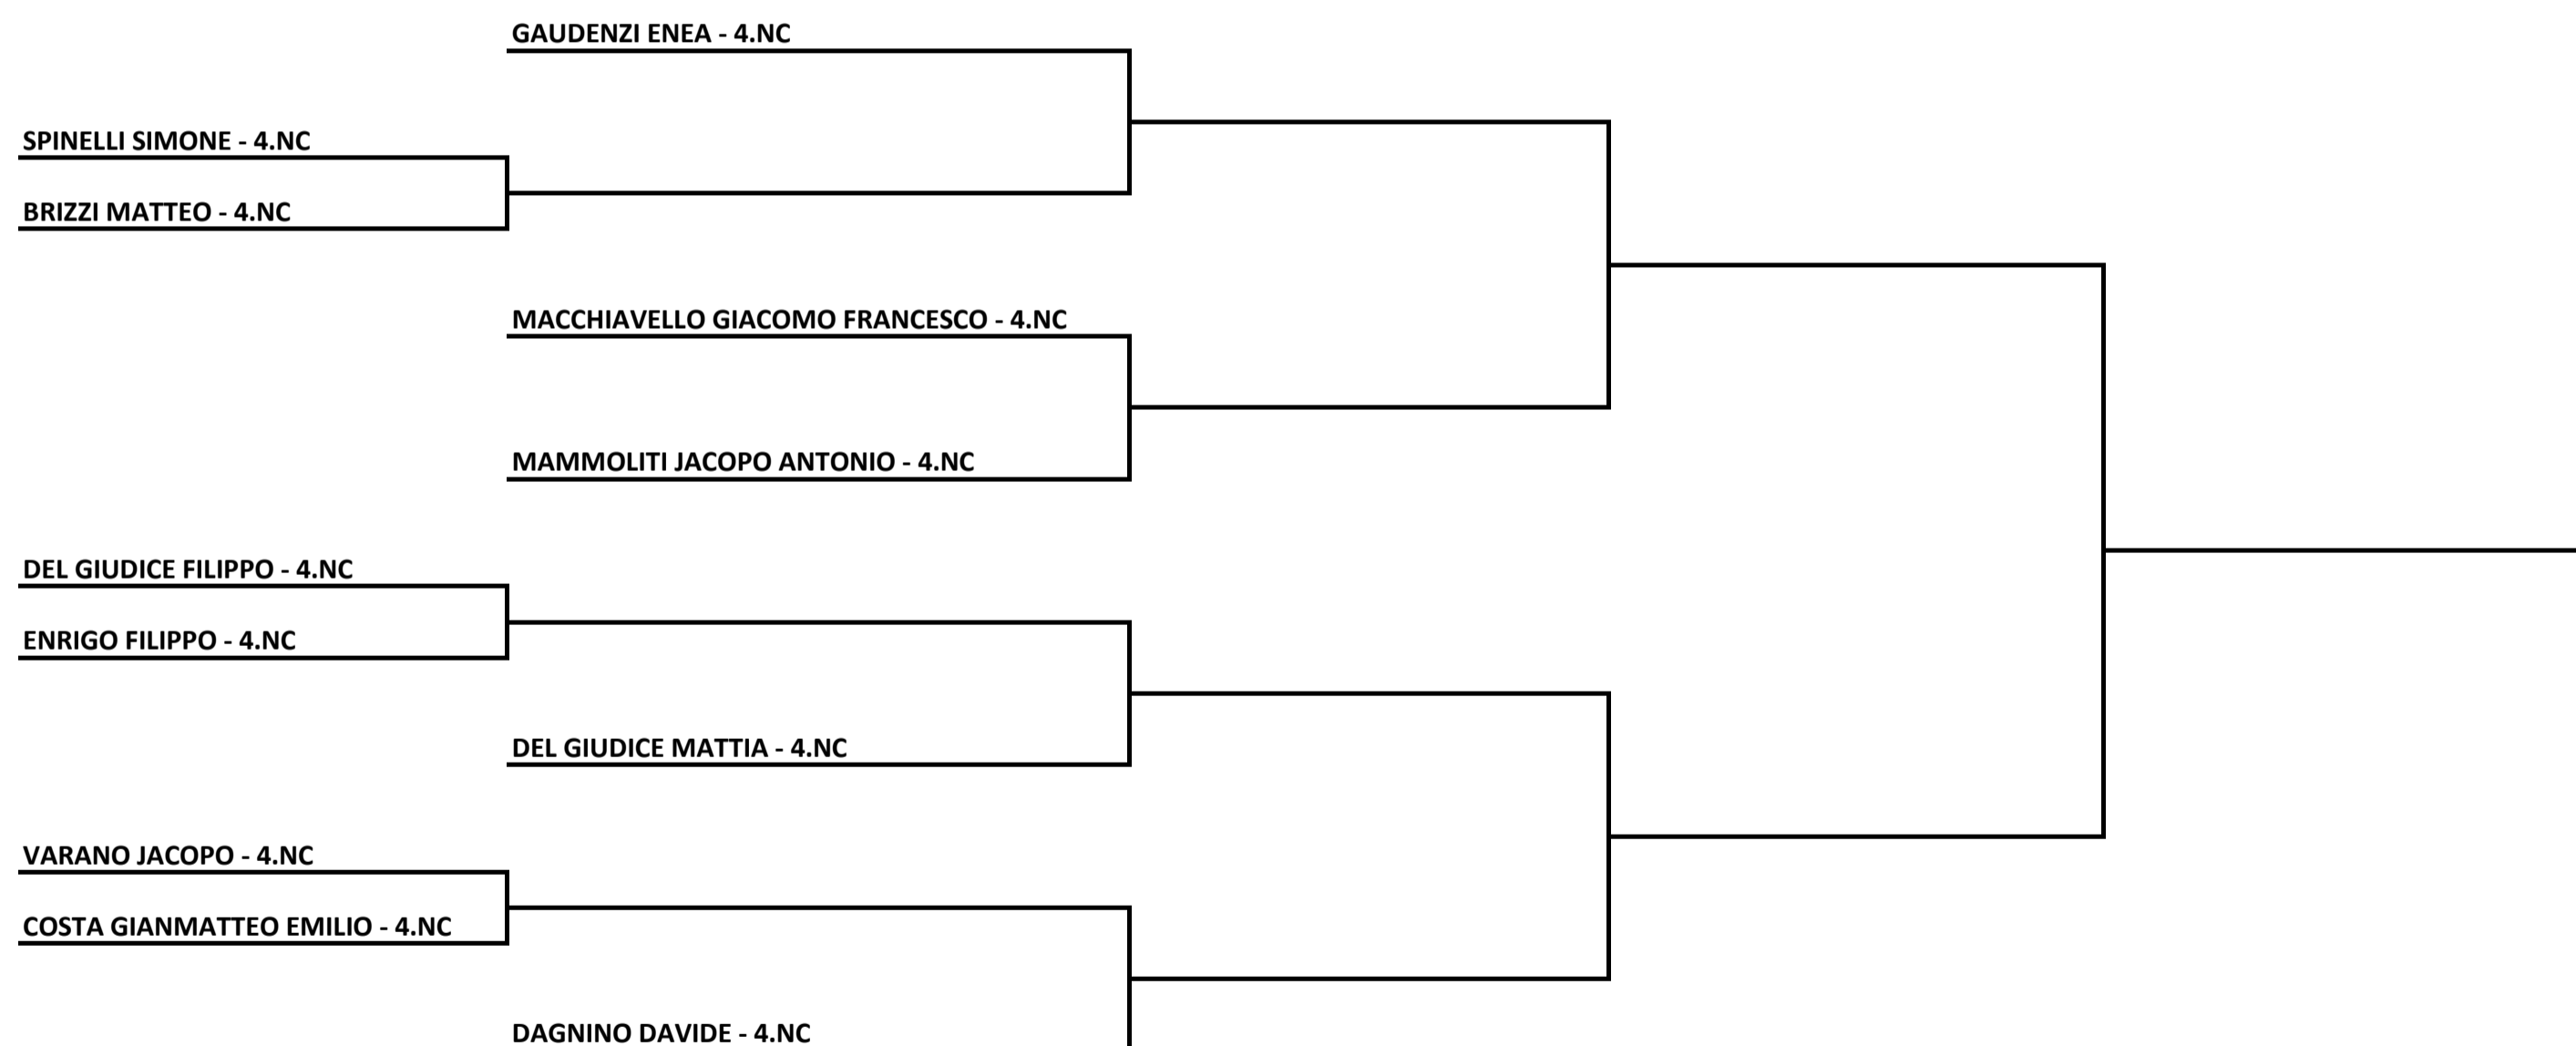 GAUDENZI ENEA - 4.NC
SPINELLI SIMONE - 4.NC
BRIZZI MATTEO - 4.NC
MACCHIAVELLO GIACOMO FRANCESCO - 4.NC
MAMMOLITI JACOPO ANTONIO - 4.NC
DEL GIUDICE FILIPPO - 4.NC
ENRIGO FILIPPO - 4.NC
DEL GIUDICE MATTIA - 4.NC
VARANO JACOPO - 4.NC
COSTA GIANMATTEO EMILIO - 4.NC
DAGNINO DAVIDE - 4.NC